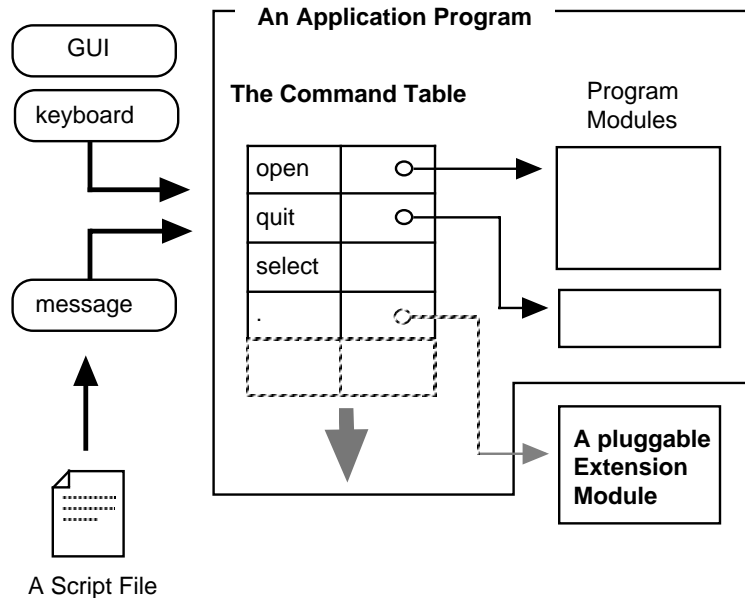 An Application Program
GUI
keyboard
message
A Script File
The Command Table
open
quit
select
.
Program
Modules
A pluggable
Extension
Module